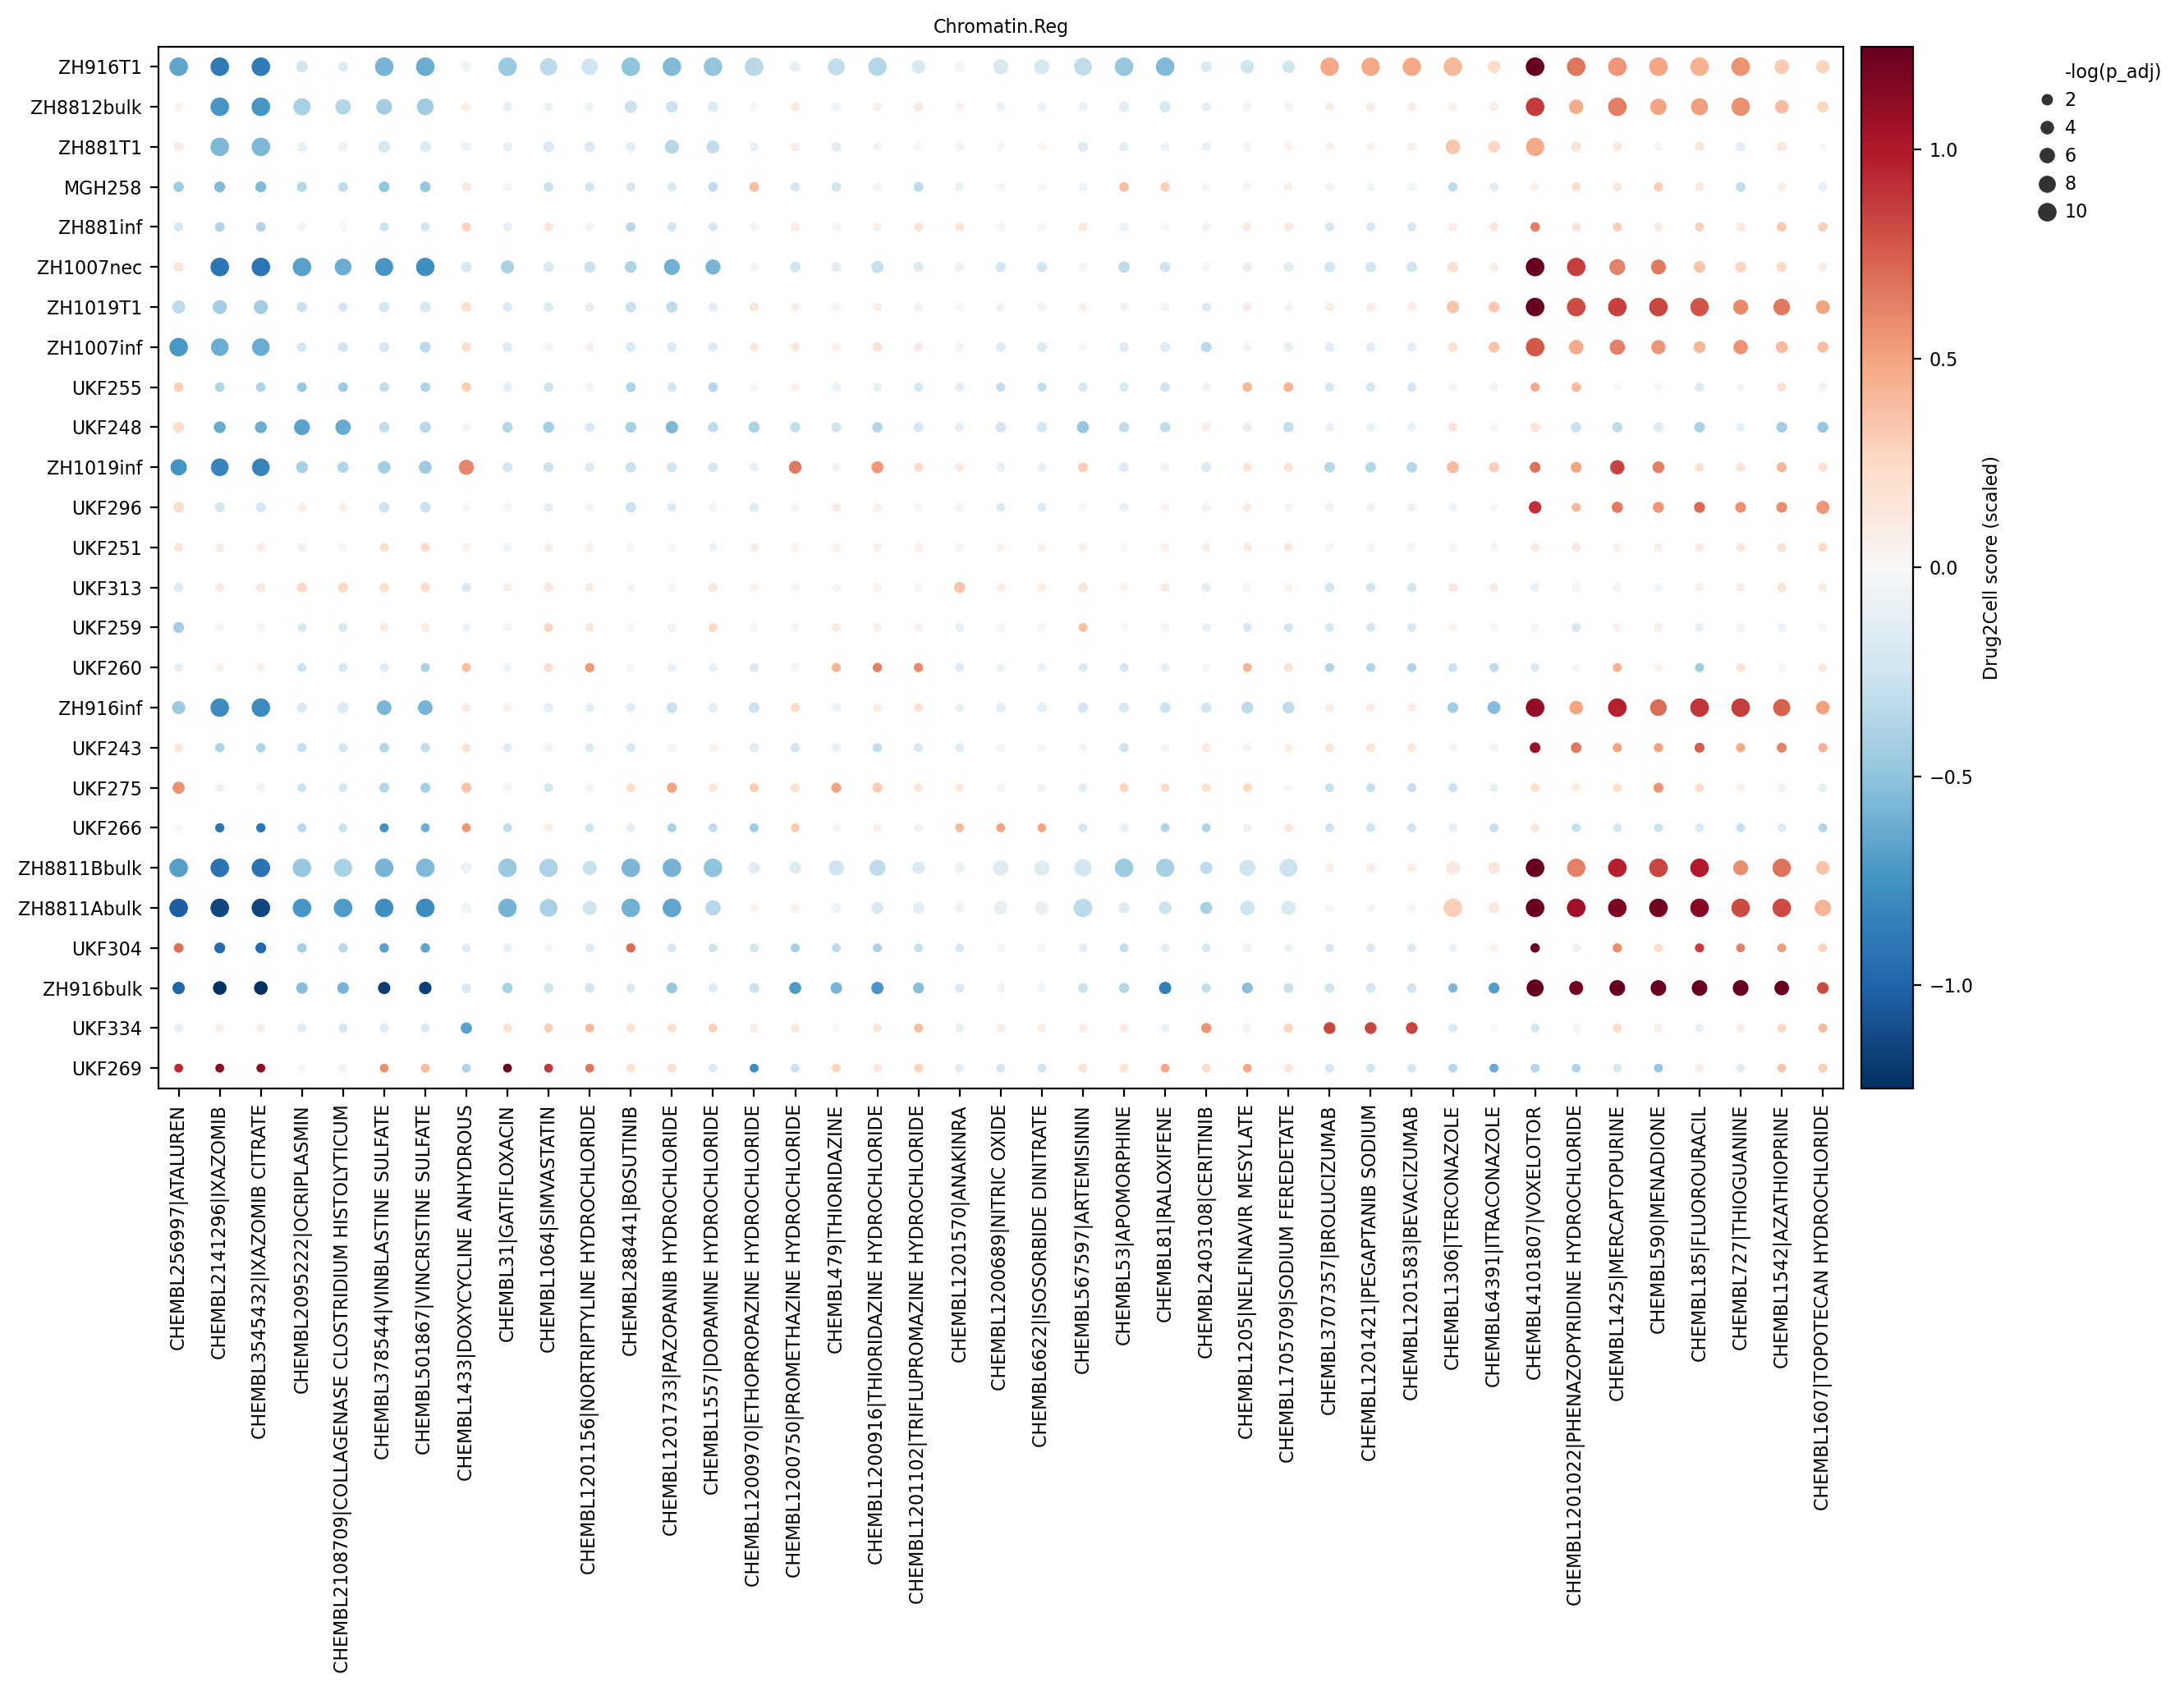 Chromatin.Reg
ZH916T1
ZH8812bulk
ZH881T1
MGH258
ZH881inf
ZH1007nec
ZH1019T1
ZH1007inf
UKF255
UKF248
ZH1019inf
UKF296
UKF251
UKF313
UKF259
UKF260
ZH916inf
UKF243
UKF275
UKF266
ZH8811Bbulk
ZH8811Abulk
UKF304
ZH916bulk
UKF334
UKF269
CHEMBL256997|ATALUREN
CHEMBL2141296|IXAZOMIB
CHEMBL3545432|IXAZOMIB CITRATE
CHEMBL2095222|OCRIPLASMIN
CHEMBL2108709|COLLAGENASE CLOSTRIDIUM HISTOLYTICUM
CHEMBL378544|VINBLASTINE SULFATE
CHEMBL501867|VINCRISTINE SULFATE
CHEMBL1433|DOXYCYCLINE ANHYDROUS
CHEMBL31|GATIFLOXACIN
CHEMBL1064|SIMVASTATIN
CHEMBL1201156|NORTRIPTYLINE HYDROCHLORIDE
CHEMBL288441|BOSUTINIB
CHEMBL1201733|PAZOPANIB HYDROCHLORIDE
CHEMBL1557|DOPAMINE HYDROCHLORIDE
CHEMBL1200970|ETHOPROPAZINE HYDROCHLORIDE
CHEMBL1200750|PROMETHAZINE HYDROCHLORIDE
CHEMBL479|THIORIDAZINE
CHEMBL1200916|THIORIDAZINE HYDROCHLORIDE
CHEMBL1201102|TRIFLUPROMAZINE HYDROCHLORIDE
CHEMBL1201570|ANAKINRA
CHEMBL1200689|NITRIC OXIDE
CHEMBL6622|ISOSORBIDE DINITRATE
CHEMBL567597|ARTEMISININ
CHEMBL53|APOMORPHINE
CHEMBL81|RALOXIFENE
CHEMBL2403108|CERITINIB
CHEMBL1205|NELFINAVIR MESYLATE
CHEMBL1705709|SODIUM FEREDETATE
CHEMBL3707357|BROLUCIZUMAB
CHEMBL1201421|PEGAPTANIB SODIUM
CHEMBL1201583|BEVACIZUMAB
CHEMBL1306|TERCONAZOLE
CHEMBL64391|ITRACONAZOLE
CHEMBL4101807|VOXELOTOR
CHEMBL1201022|PHENAZOPYRIDINE HYDROCHLORIDE
CHEMBL1425|MERCAPTOPURINE
CHEMBL590|MENADIONE
CHEMBL185|FLUOROURACIL
CHEMBL727|THIOGUANINE
CHEMBL1542|AZATHIOPRINE
CHEMBL1607|TOPOTECAN HYDROCHLORIDE
1.0
0.5
0.0
−0.5
−1.0
Drug2Cell score (scaled)
-log(p_adj)
2
4
6
8
10